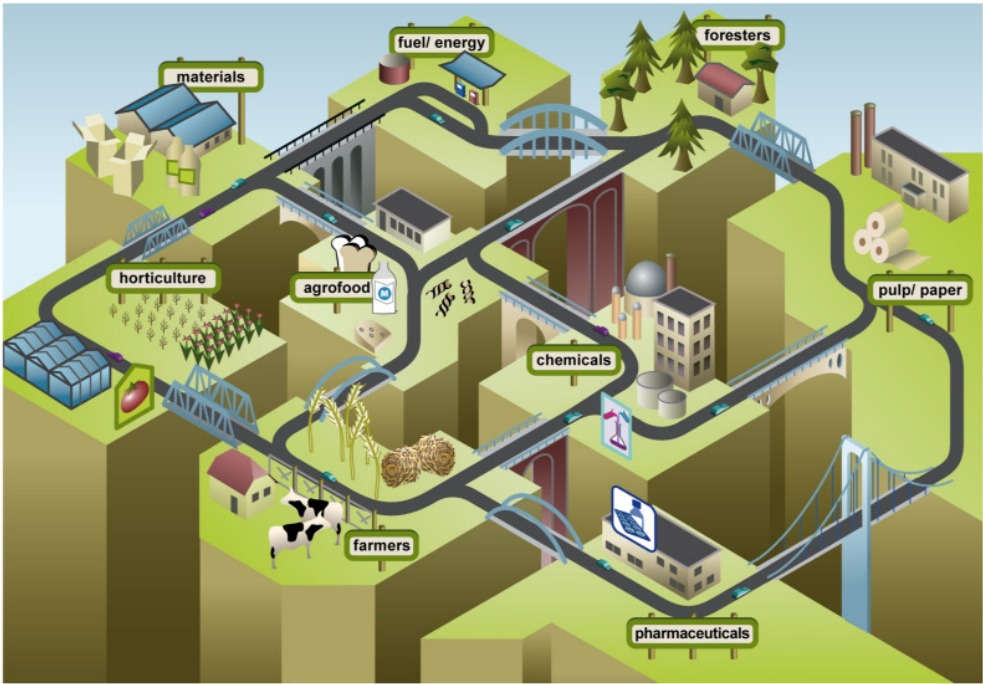 fuel/ energy
foresters
materials
horticulture
agrofood
M
pulp/ paper
chemicals
farmers
pharmaceuticals